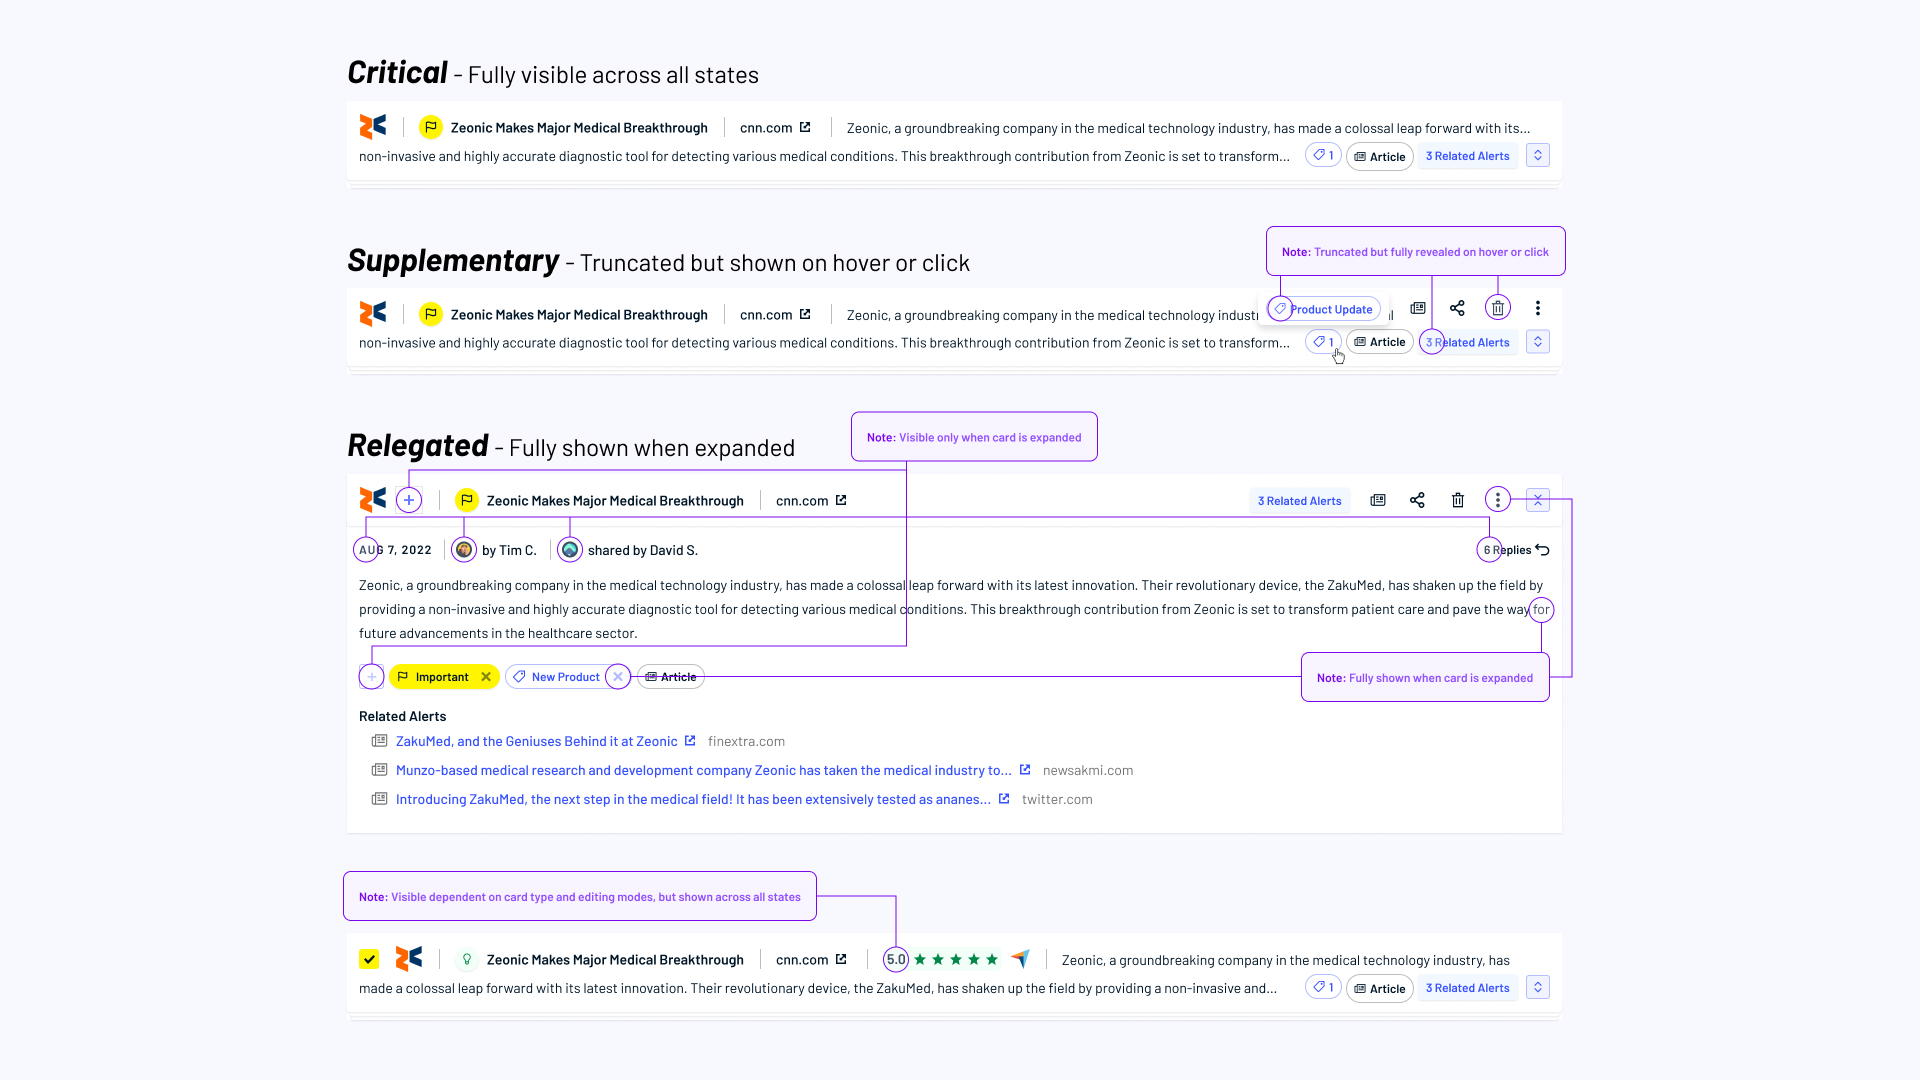 Critical - Fully visible across all states
Zeonic Makes Major Medical Breakthrough cnn.com Zeonic, a groundbreaking company in the medical technology industry, has made a colossal leap forward with its...
non-invasive and highly accurate diagnostic tool for detecting various medical conditions. This breakthrough contribution from Zeonic is set to transform... 1 Article 3 Related Alerts
Note: Truncated but fully revealed on hover or click
Supplementary - Truncated but shown on hover or click
Zeonic Makes Major Medical Breakthrough cnn.com Zeonic, a groundbreaking company in the medical technology Product Update
non-invasive and highly accurate diagnostic tool for detecting various medical conditions. This breakthrough contribution from Zeonic is set to transform... 1 Article 3 Related Alerts
Note: Visible only when card is expanded
Relegated - Fully shown when expanded
Zeonic Makes Major Medical Breakthrough cnn.com 3 Related Alerts
AUG 7, 2022 by Tim C. shared by David S. 6 Replies
Zeonic, a groundbreaking company in the medical technology industry, has made a colossal leap forward with its latest innovation. Their revolutionary device, the ZakuMed, has shaken up the field by
providing a non-invasive and highly accurate diagnostic tool for detecting various medical conditions. This breakthrough contribution from Zeonic is set to transform patient care and pave the way for
future advancements in the healthcare sector.
Important New Product Article
Note: Fully shown when card is expanded
Related Alerts
ZakuMed, and the Geniuses Behind it at Zeonic finextra.com
Munzo-based medical research and development company Zeonic has taken the medical industry to... newsakmi.com
Introducing ZakuMed, the next step in the medical field! It has been extensively tested as ananes... twitter.com
Note: Visible dependent on card type and editing modes, but shown across all states
Zeonic Makes Major Medical Breakthrough cnn.com 5.0 Zeonic, a groundbreaking company in the medical technology industry, has
made a colossal leap forward with its latest innovation. Their revolutionary device, the ZakuMed, has shaken up the field by providing a non-invasive and... 1 Article 3 Related Alerts